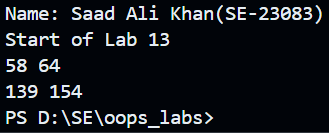 Name: Saad Ali Khan(SE-23083)
Start of Lab 13
58 64
139 154
PS D:\SE\oops_labs>